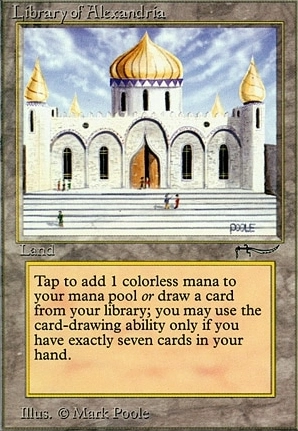 Library of Alexandria
POOLE
Land
Tap to add 1 colorless mana to
your mana pool or draw a card
from your library; you may use the
card-drawing ability only if you
have exactly seven cards in your
hand.
Illus. © Mark Poole